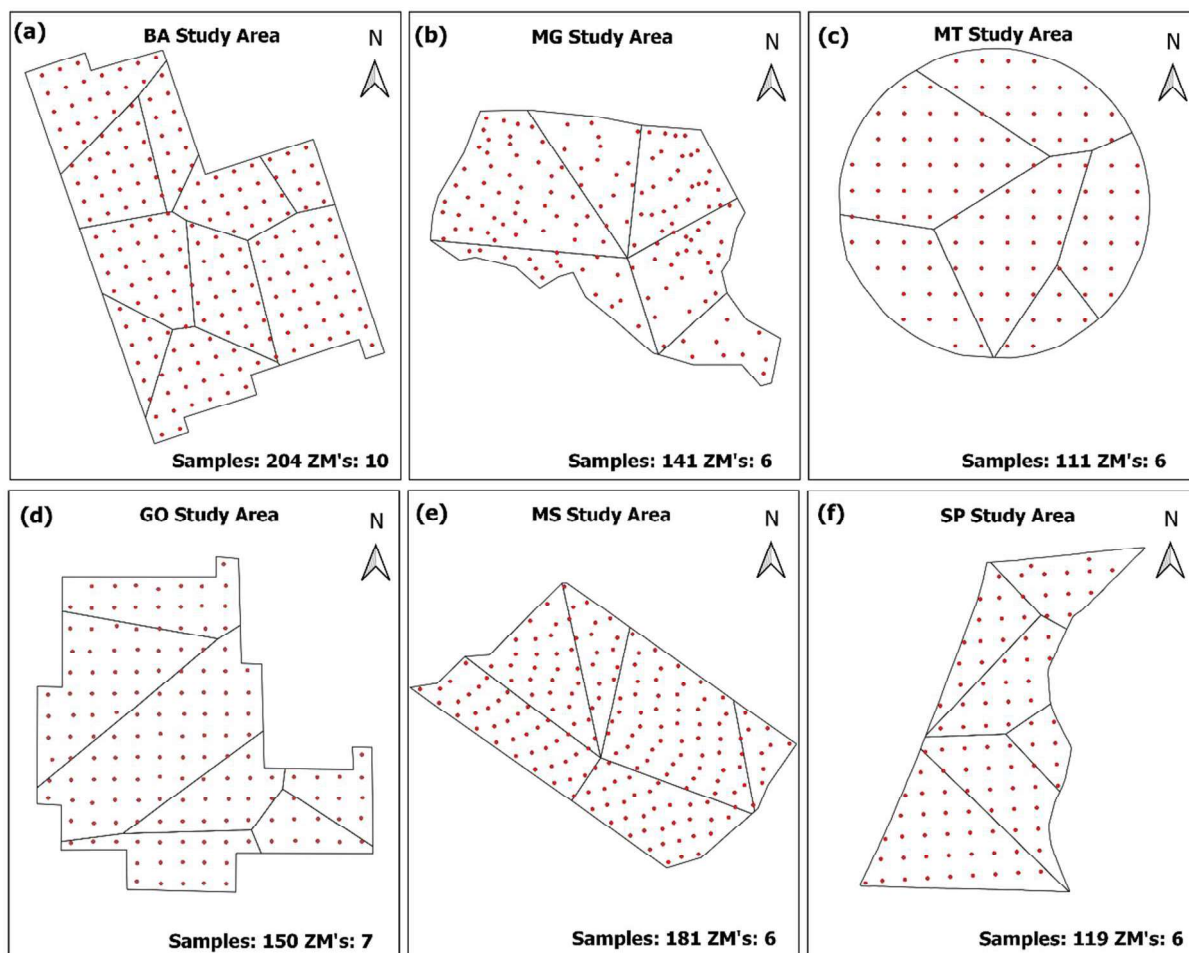 (a)
BA Study Area
N
Samples: 204 ZM's: 10
(b)
MG Study Area
N
Samples: 141 ZM's: 6
(c)
MT Study Area
N
Samples: 111 ZM's: 6
(d)
GO Study Area
N
Samples: 150 ZM's: 7
(e)
MS Study Area
N
Samples: 181 ZM's: 6
(f)
SP Study Area
N
Samples: 119 ZM's: 6